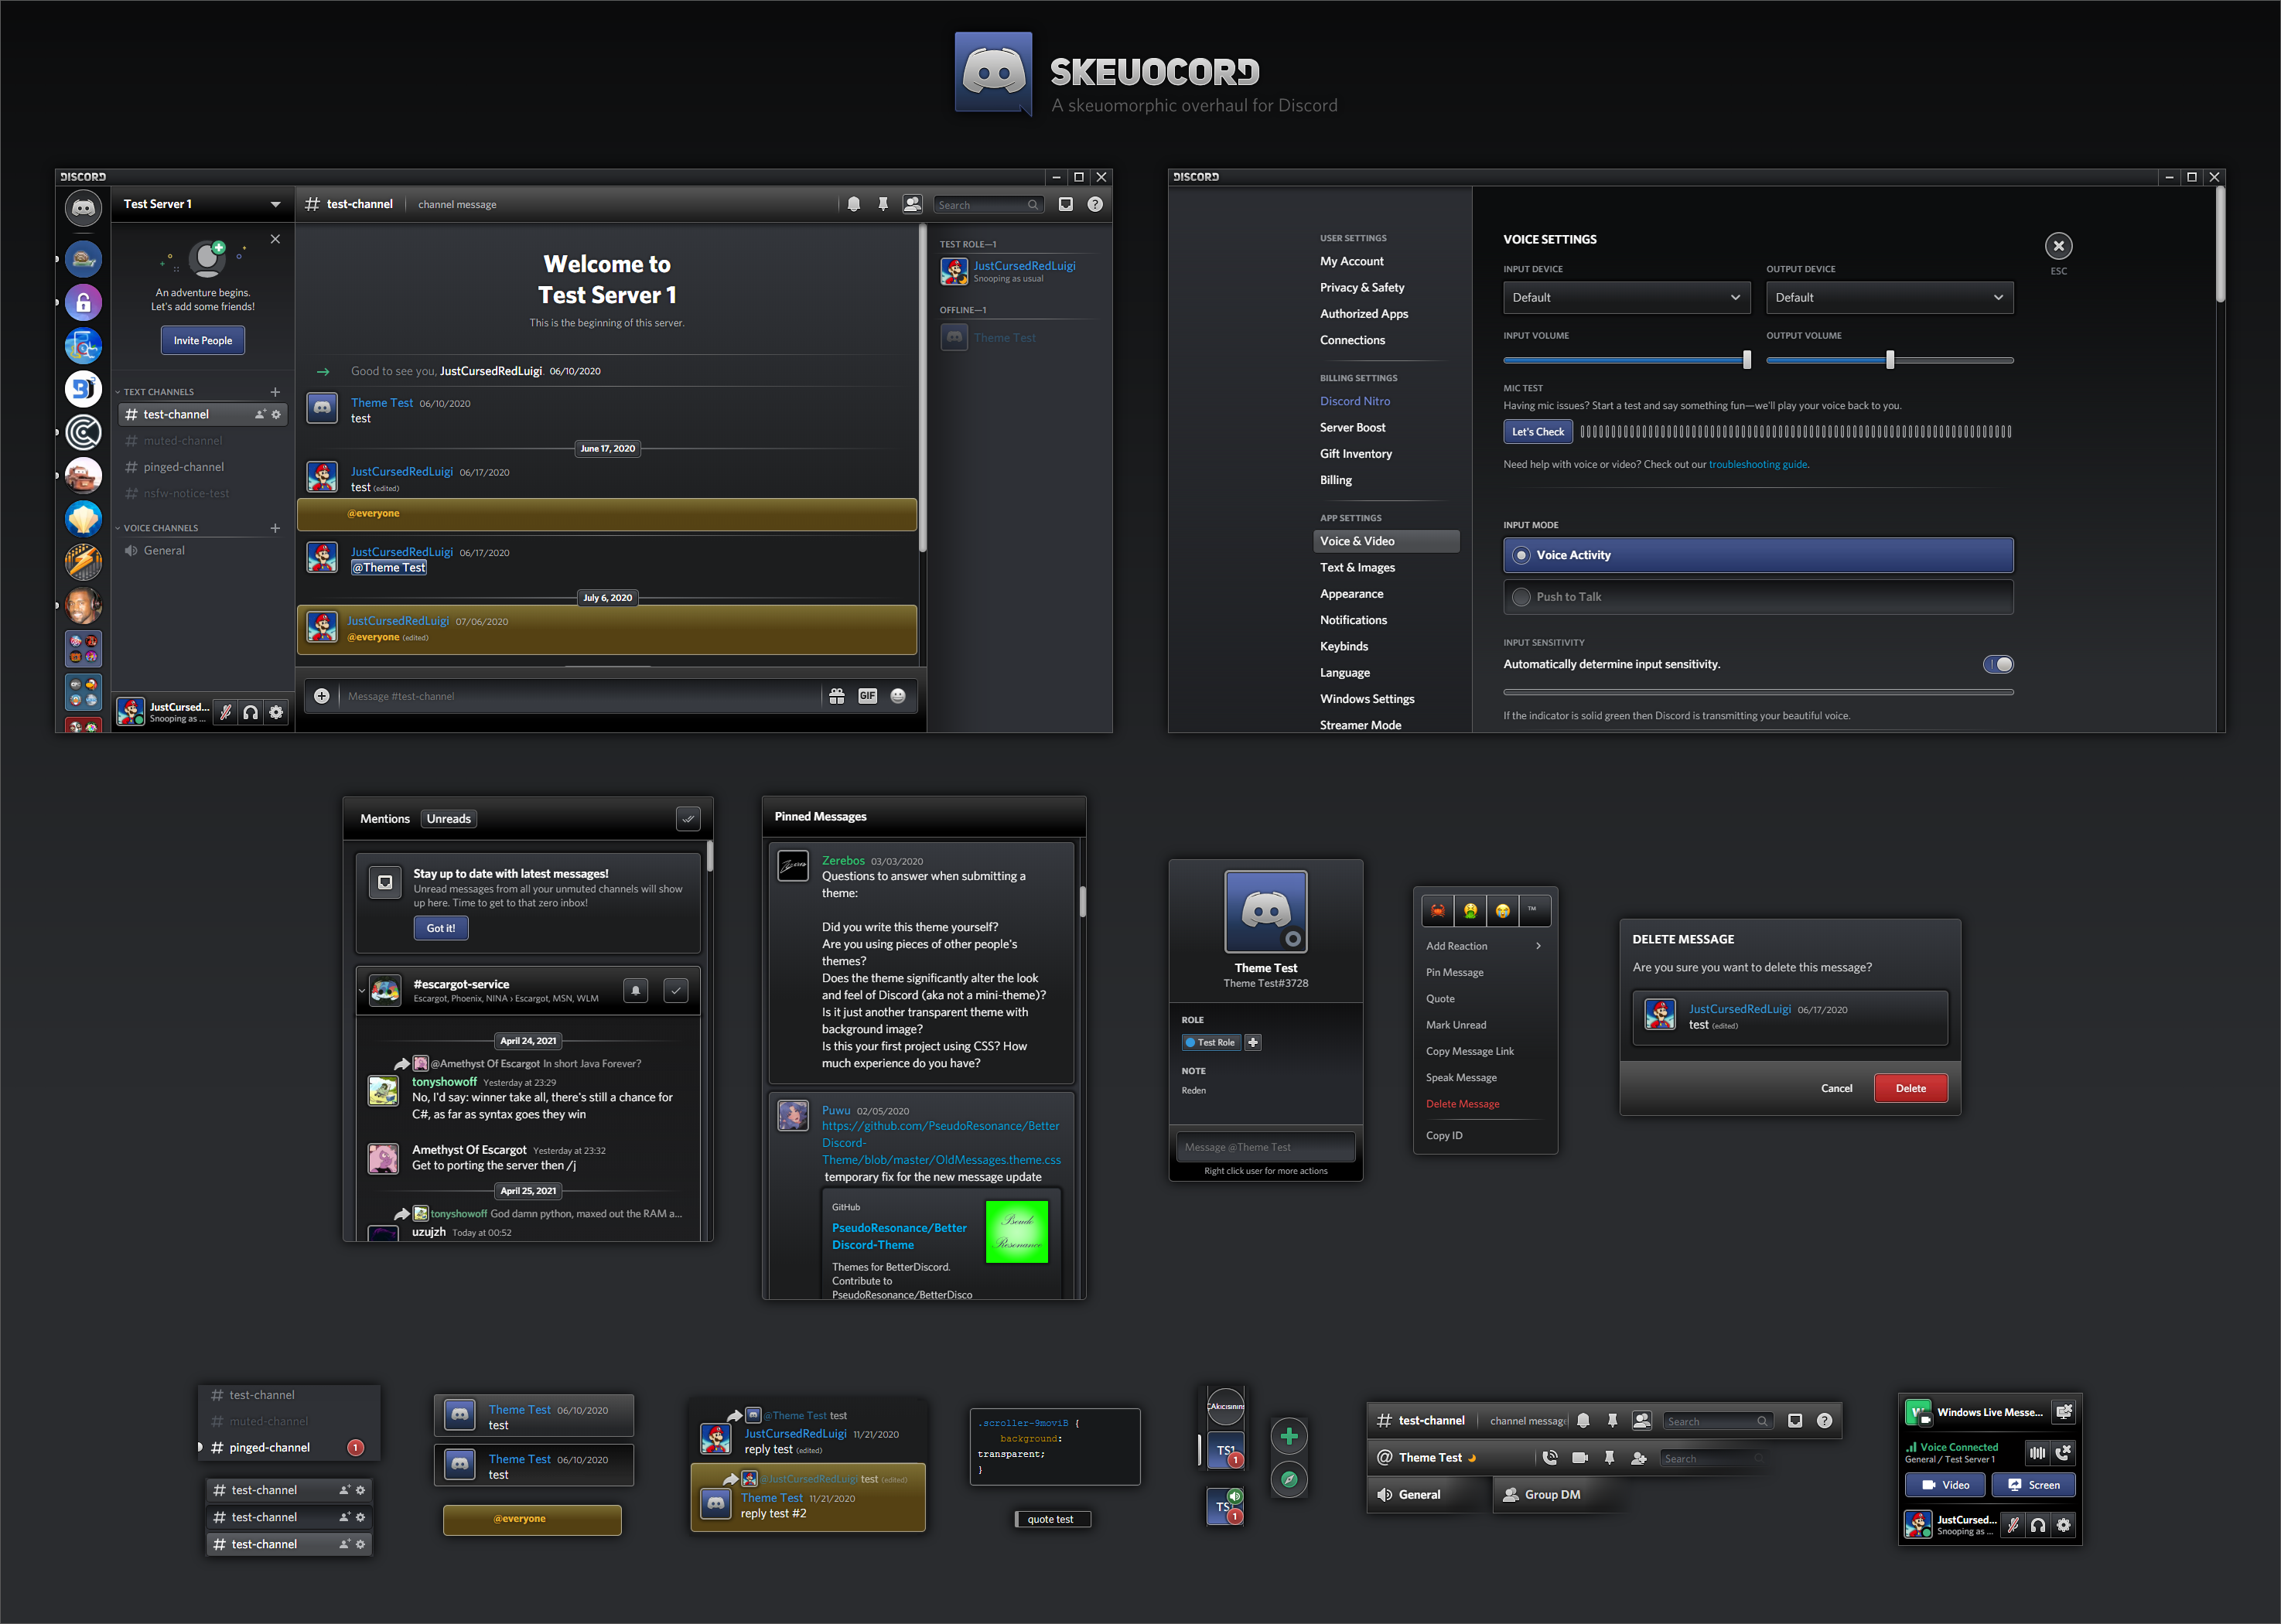 SKEUOCORD
A skeuomorphic overhaul for Discord
DISCORD
Test Server 1
An adventure begins.
Let's add some friends!
Invite People
TEXT CHANNELS
test-channel
muted-channel
pinged-channel
nsfw-notice-test
VOICE CHANNELS
General
JustCursed...
Snooping as ...
test-channel
channel message
Search
Welcome to
Test Server 1
This is the beginning of this server.
Good to see you, JustCursedRedLuigi. 06/10/2020
Theme Test 06/10/2020
test
June 17, 2020
JustCursedRedLuigi 06/17/2020
test (edited)
@everyone
JustCursedRedLuigi 06/17/2020
@Theme Test
July 6, 2020
JustCursedRedLuigi 07/06/2020
@everyone (edited)
Message #test-channel
GIF
TEST ROLE—1
JustCursedRedLuigi
Snooping as usual
OFFLINE—1
Theme Test
DISCORD
USER SETTINGS
My Account
Privacy & Safety
Authorized Apps
Connections
BILLING SETTINGS
Discord Nitro
Server Boost
Gift Inventory
Billing
APP SETTINGS
Voice & Video
Text & Images
Appearance
Notifications
Keybinds
Language
Windows Settings
Streamer Mode
VOICE SETTINGS
ESC
INPUT DEVICE
OUTPUT DEVICE
Default
Default
INPUT VOLUME
OUTPUT VOLUME
MIC TEST
Having mic issues? Start a test and say something fun—we'll play your voice back to you.
Let's Check
Need help with voice or video? Check out our troubleshooting guide.
INPUT MODE
Voice Activity
Push to Talk
INPUT SENSITIVITY
Automatically determine input sensitivity.
If the indicator is solid green then Discord is transmitting your beautiful voice.
Mentions
Unreads
Stay up to date with latest messages!
Unread messages from all your unmuted channels will show
up here. Time to get to that zero inbox!
Got it!
#escargot-service
Escargot, Phoenix, NINA › Escargot, MSN, WLM
April 24, 2021
@Amethyst Of Escargot In short Java Forever?
tonyshowoff Yesterday at 23:29
No, I'd say: winner take all, there's still a chance for
C#, as far as syntax goes they win
Amethyst Of Escargot Yesterday at 23:32
Get to porting the server then /j
April 25, 2021
tonyshowoff God damn python, maxed out the RAM a...
uzujzh Today at 00:52
Pinned Messages
Zerebos 03/03/2020
Questions to answer when submitting a
theme:
Did you write this theme yourself?
Are you using pieces of other people's
themes?
Does the theme significantly alter the look
and feel of Discord (aka not a mini-theme)?
Is it just another transparent theme with
background image?
Is this your first project using CSS? How
much experience do you have?
Puwu 02/05/2020
https://github.com/PseudoResonance/Better
Discord-
Theme/blob/master/OldMessages.theme.css
temporary fix for the new message update
GitHub
PseudoResonance/Better
Discord-Theme
Themes for BetterDiscord.
Contribute to
PseudoResonance/BetterDisco
Theme Test
Theme Test#3728
ROLE
Test Role
NOTE
Reden
Message @Theme Test
Right click user for more actions
TM
Add Reaction
Pin Message
Quote
Mark Unread
Copy Message Link
Speak Message
Delete Message
Copy ID
DELETE MESSAGE
Are you sure you want to delete this message?
JustCursedRedLuigi 06/17/2020
test (edited)
Cancel
Delete
test-channel
muted-channel
pinged-channel
1
test-channel
test-channel
test-channel
Theme Test 06/10/2020
test
Theme Test 06/10/2020
test
@everyone
@Theme Test test
JustCursedRedLuigi 11/21/2020
reply test (edited)
@JustCursedRedLuigi test (edited)
Theme Test 11/21/2020
reply test #2
.scroller-9moviB {
background:
transparent;
}
quote test
TS1
1
TS1
1
test-channel
channel message
Search
Theme Test
Search
General
Group DM
Windows Live Messe...
Voice Connected
General / Test Server 1
Video
Screen
JustCursed...
Snooping as ...